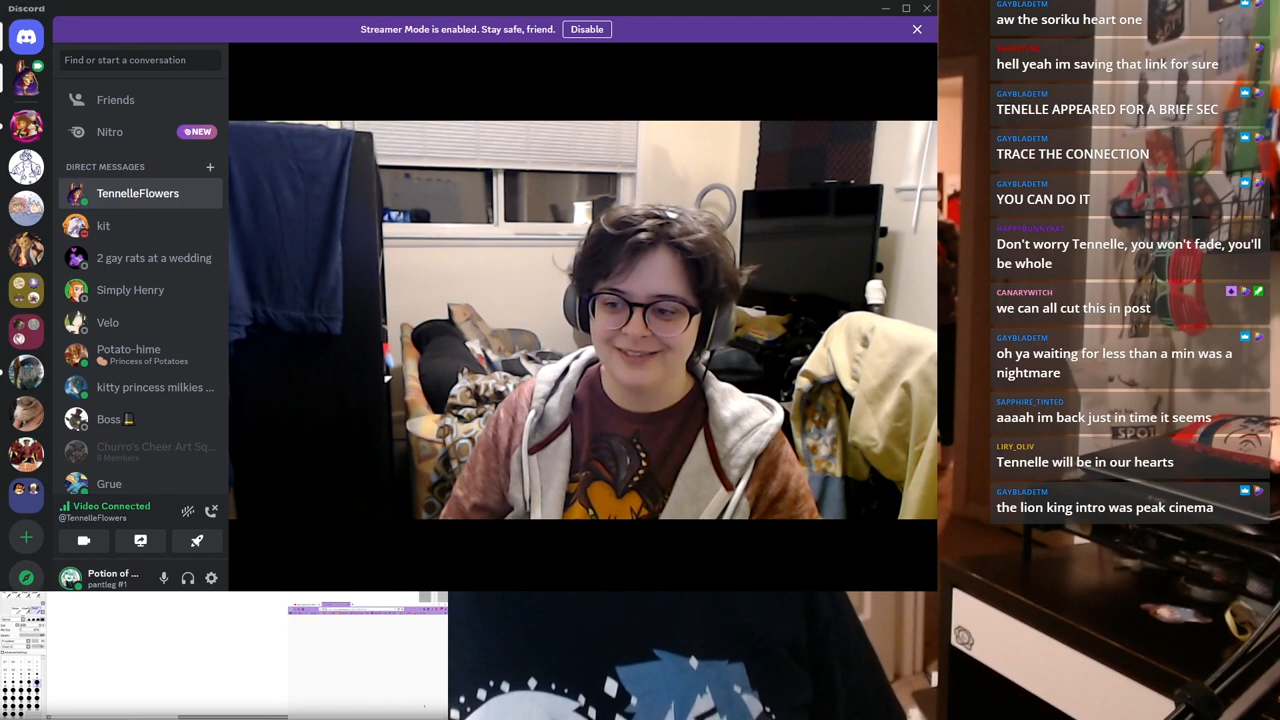 Discord
Streamer Mode is enabled. Stay safe, friend.
Disable
Find or start a conversation
Friends
Nitro
NEW
DIRECT MESSAGES
TennelleFlowers
kit
2 gay rats at a wedding
Simply Henry
Velo
Potato-hime
Princess of Potatoes
kitty princess milkies ...
Boss
Churro's Cheer Art Sq...
8 Members
Grue
Video Connected
@TennelleFlowers
Potion of ...
pantleg #1
GAYBLADETM
aw the soriku heart one
hell yeah im saving that link for sure
GAYBLADETM
TENELLE APPEARED FOR A BRIEF SEC
GAYBLADETM
TRACE THE CONNECTION
GAYBLADETM
YOU CAN DO IT
HAPPYBUNNYART
Don't worry Tennelle, you won't fade, you'll
be whole
CANARYWITCH
we can all cut this in post
GAYBLADETM
oh ya waiting for less than a min was a
nightmare
SAPPHIRE_TINTED
aaaah im back just in time it seems
LIRY_OLIV
Tennelle will be in our hearts
GAYBLADETM
the lion king intro was peak cinema